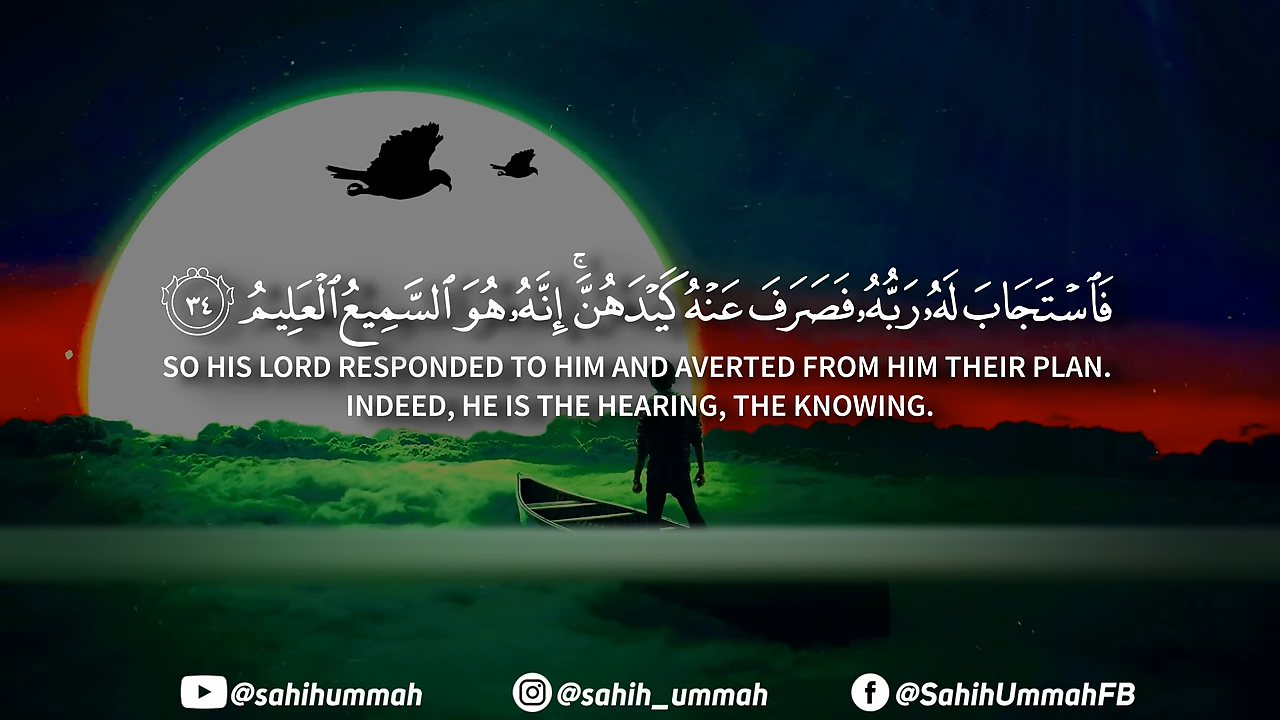 فَٱسْتَجَابَ لَهُۥ رَبُّهُۥ فَصَرَفَ عَنْهُ كَيْدَهُنَّ ۚ إِنَّهُۥ هُوَ ٱلسَّمِيعُ ٱلْعَلِيمُ ٣٤
SO HIS LORD RESPONDED TO HIM AND AVERTED FROM HIM THEIR PLAN.
INDEED, HE IS THE HEARING, THE KNOWING.
@sahihummah @sahih_ummah @SahihUmmahFB